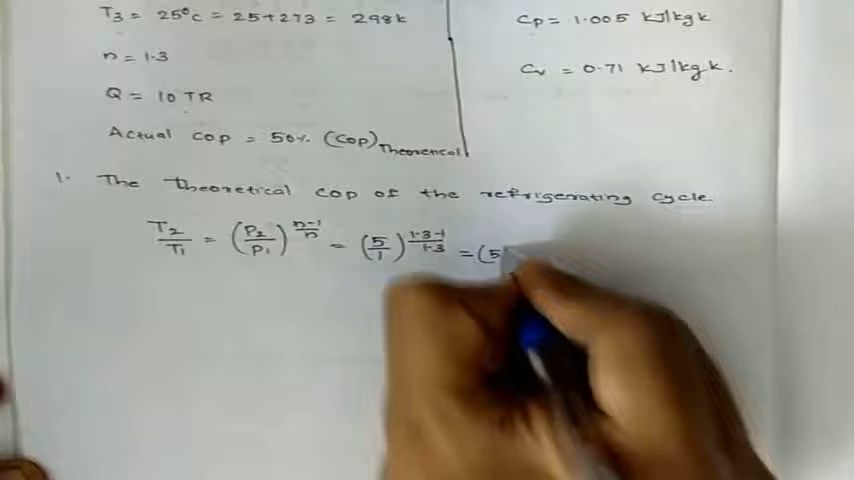 T3 = 25°c = 25+273 = 298k
n = 1.3
Q = 10 TR
Actual cop = 50% (cop)Theoretical
Cp = 1.005 kJ/kgk
Cv = 0.71 kJ/kgk.
1. The theoretical cop of the refrigerating cycle
T2/T1 = (P2/P1)^(n-1/n) = (5/1)^(1.3-1/1.3) = (5